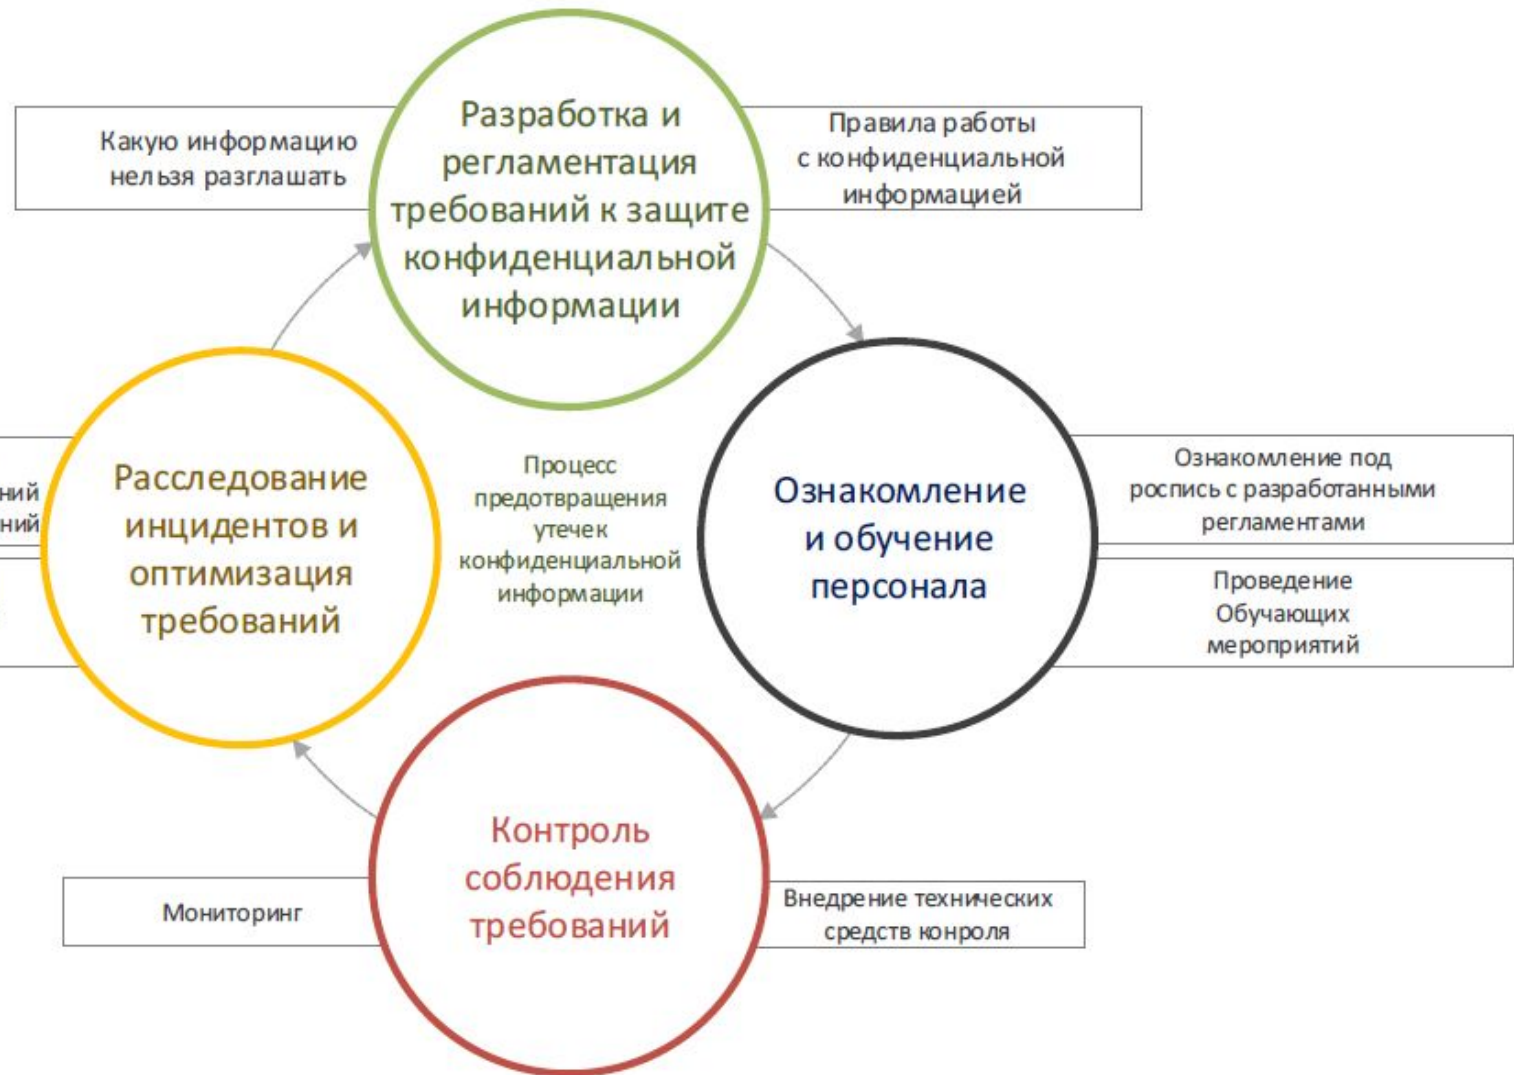 Разработка и
регламентация
требований к защите
конфиденциальной
информации
Какую информацию
нельзя разглашать
Правила работы
с конфиденциальной
информацией
Ознакомление
и обучение
персонала
Ознакомление под
роспись с разработанными
регламентами
Проведение
Обучающих
мероприятий
Контроль
соблюдения
требований
Внедрение технических
средств конроля
Мониторинг
Расследование
инцидентов и
оптимизация
требований
Процесс
предотвращения
утечек
конфиденциальной
информации